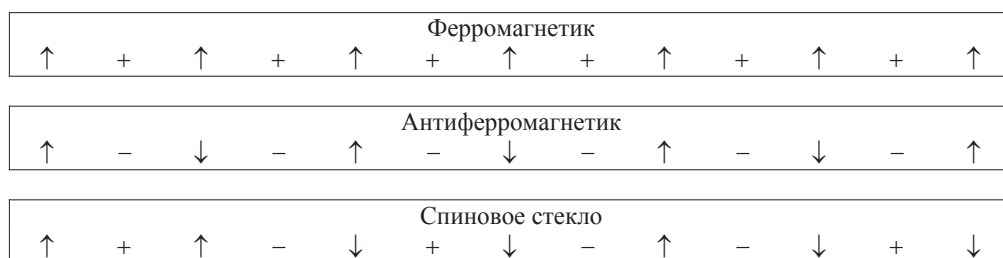 Ферромагнетик
↑ + ↑ + ↑ + ↑ + ↑ + ↑ + ↑
Антиферромагнетик
↑ − ↓ − ↑ − ↓ − ↑ − ↓ − ↑
Спиновое стекло
↑ + ↑ − ↓ + ↓ − ↑ − ↓ + ↓